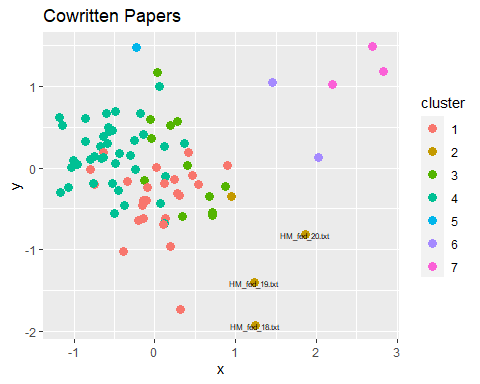 Cowritten Papers
cluster
1
2
3
4
5
6
7
1
0
-1
-2
y
HM_fed_20.txt
HM_fed_19.txt
HM_fed_18.txt
-1
0
1
2
3
x